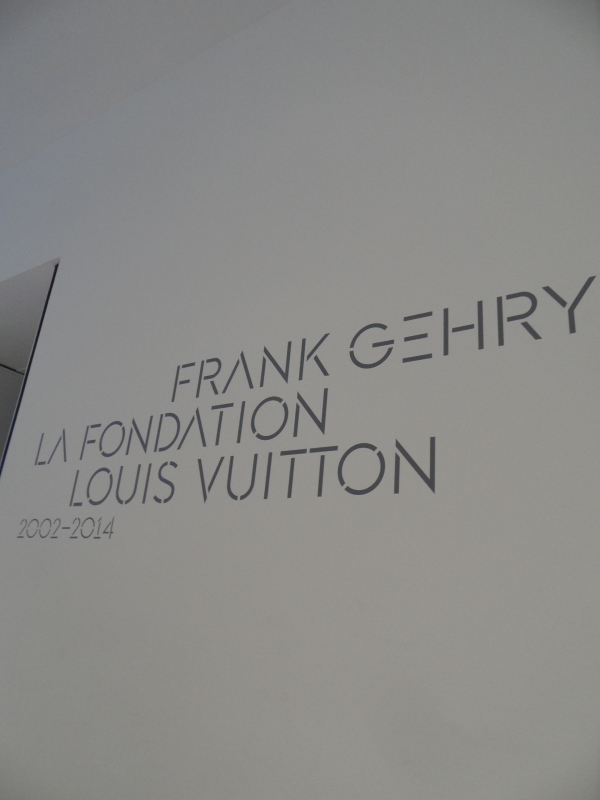 FRANK GEHRY
LA FONDATION
LOUIS VUITTON
2002-2014